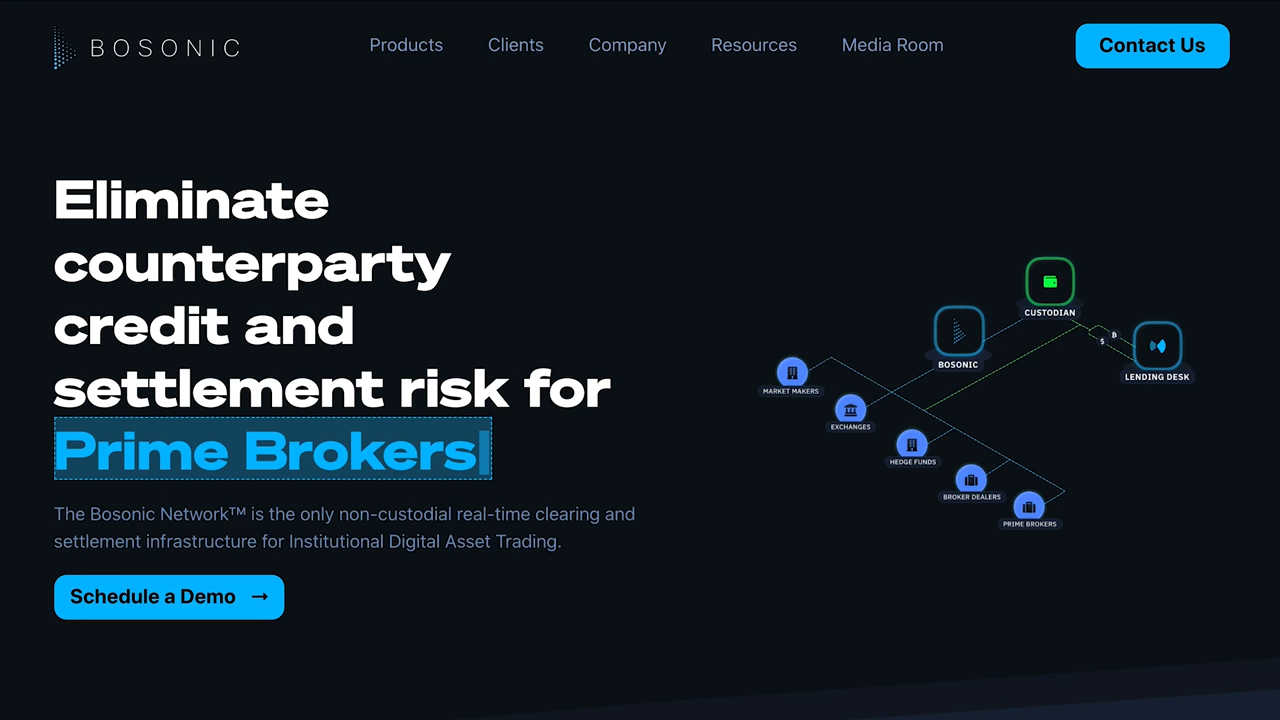 BOSONIC
Products
Clients
Company
Resources
Media Room
Contact Us
Eliminate
counterparty
credit and
settlement risk for
Prime Brokers
The Bosonic Network™ is the only non-custodial real-time clearing and
settlement infrastructure for Institutional Digital Asset Trading.
Schedule a Demo →
CUSTODIAN
BOSONIC
$
B
LENDING DESK
MARKET MAKERS
EXCHANGES
HEDGE FUNDS
BROKER DEALERS
PRIME BROKERS